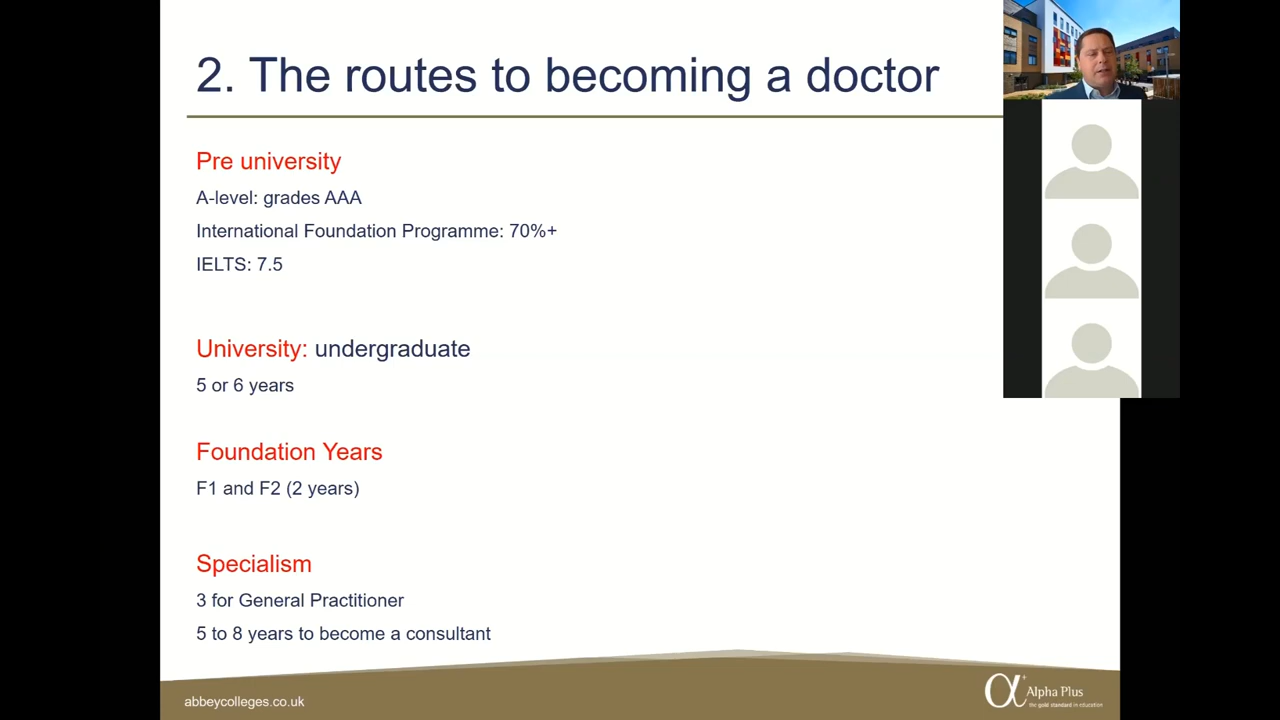 2. The routes to becoming a doctor
Pre university
A-level: grades AAA
International Foundation Programme: 70%+
IELTS: 7.5
University: undergraduate
5 or 6 years
Foundation Years
F1 and F2 (2 years)
Specialism
3 for General Practitioner
5 to 8 years to become a consultant
abbeycolleges.co.uk
α+ Alpha Plus
the gold standard in education